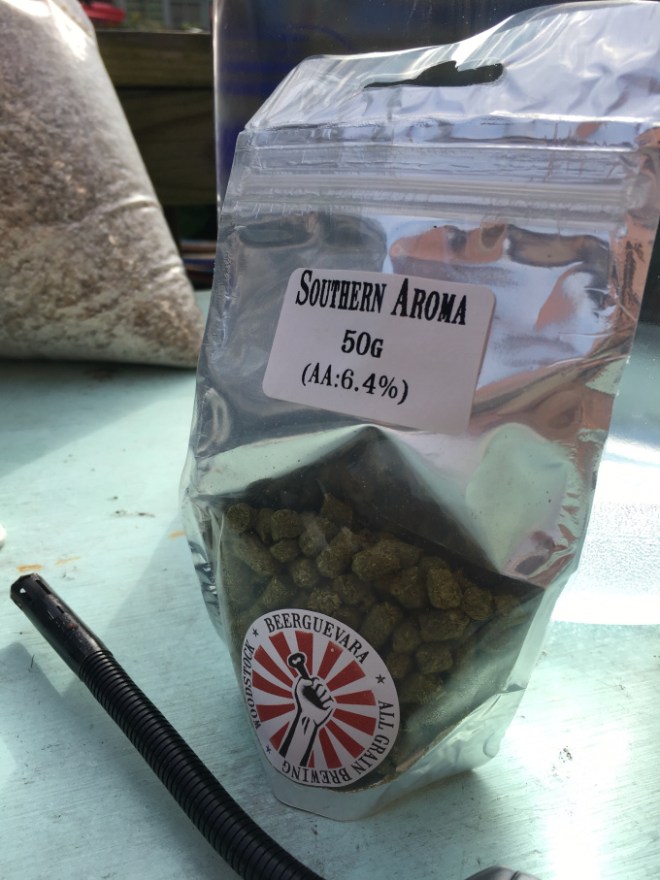 SOUTHERN AROMA
50G
(AA:6.4%)
WOODSTOCK ★ BEERGUEVARA ★ ALL GRAIN BREWING ★